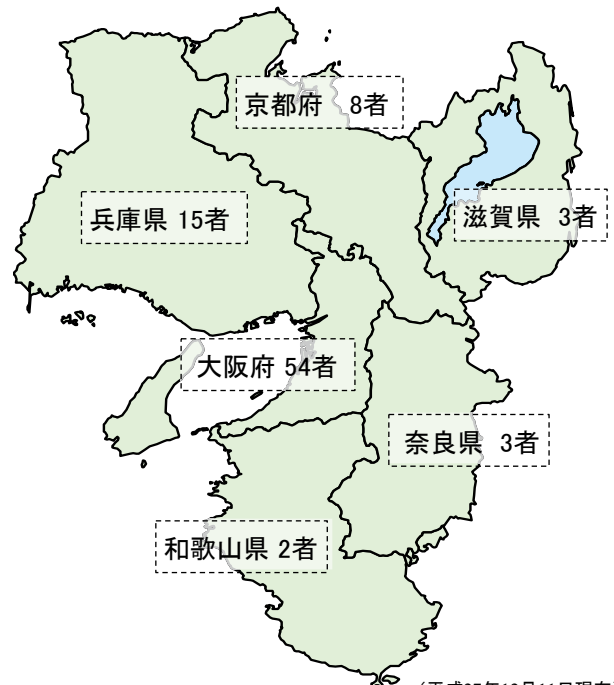 京都府 8者
兵庫県 15者
滋賀県 3者
大阪府 54者
奈良県 3者
和歌山県 2者